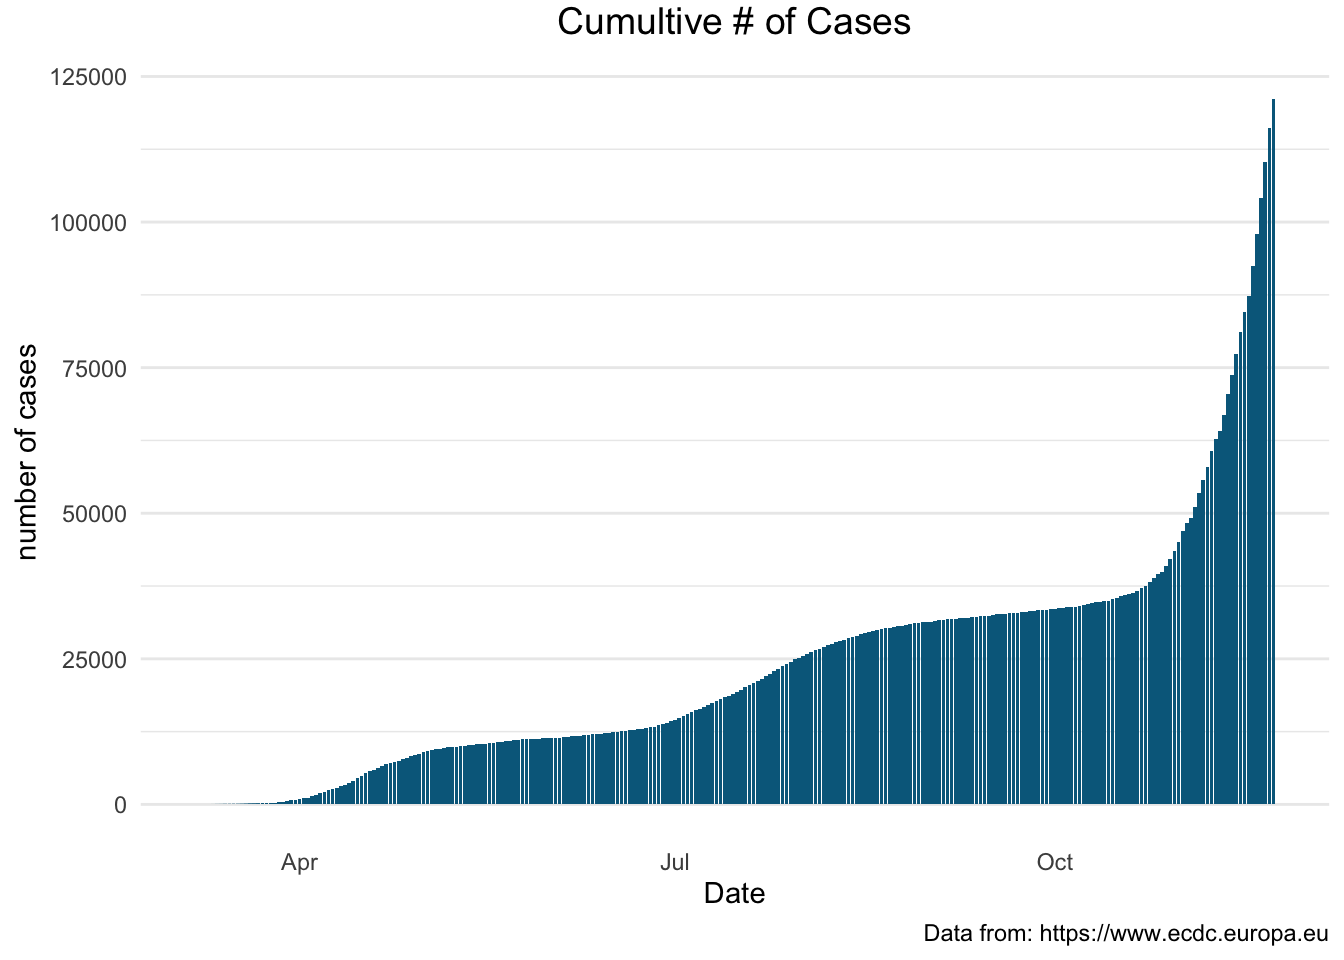 Cumultive # of Cases
125000
100000
75000
50000
25000
0
number of cases
Apr Jul Oct
Date
Data from: https://www.ecdc.europa.eu